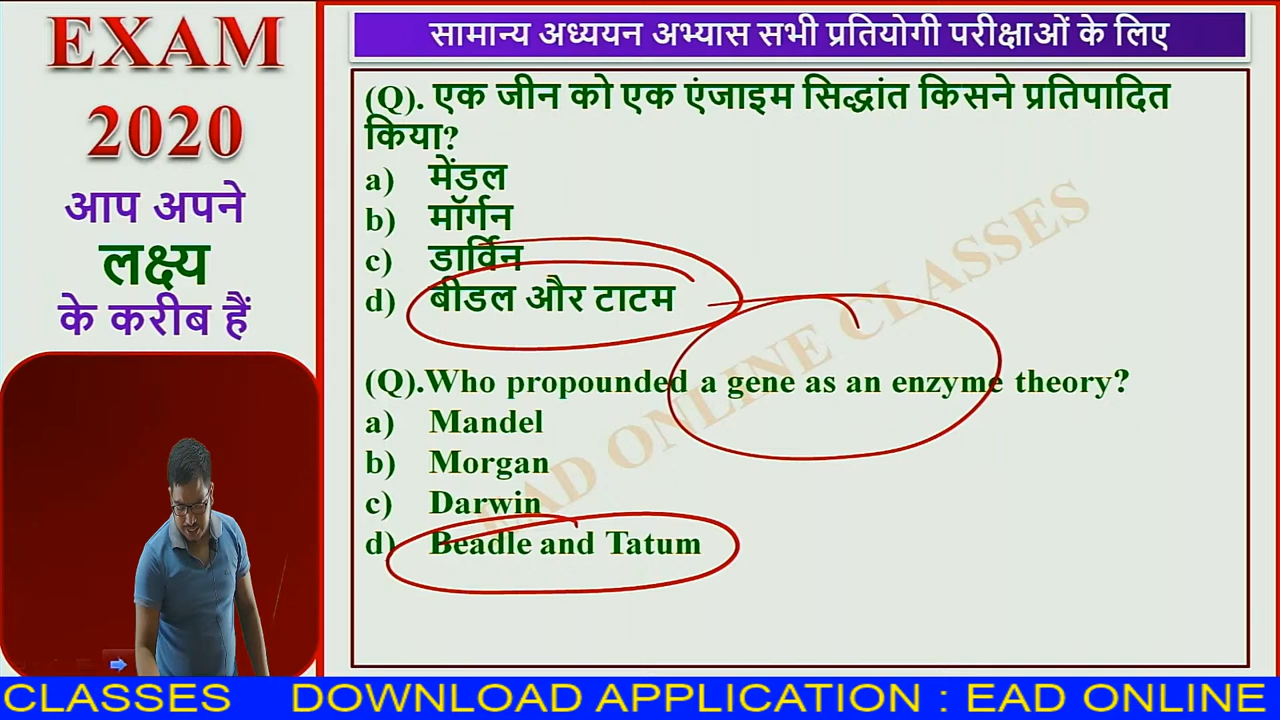 EXAM
2020
आप अपने
लक्ष्य
के करीब हैं
सामान्य अध्ययन अभ्यास सभी प्रतियोगी परीक्षाओं के लिए
(Q). एक जीन को एक एंजाइम सिद्धांत किसने प्रतिपादित
किया?
a) मेंडल
b) मॉर्गन
c) डार्विन
d) बीडल और टाटम
(Q).Who propounded a gene as an enzyme theory?
a) Mandel
b) Morgan
c) Darwin
d) Beadle and Tatum
EAD ONLINE CLASSES
CLASSES DOWNLOAD APPLICATION : EAD ONLINE